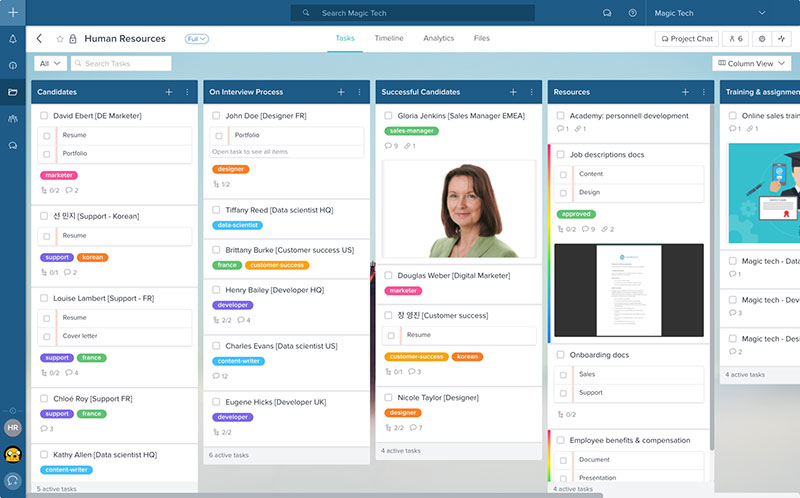 Search Magic Tech
Magic Tech
Human Resources
Full
Tasks
Timeline
Analytics
Files
Project Chat
6
All
Search Tasks
Column View
Candidates
David Ebert [DE Marketer]
Resume
Portfolio
marketer
0/2
2
선 민지 [Support - Korean]
Resume
support
korean
0/1
2
Louise Lambert [Support - FR]
Resume
Cover letter
support
france
0/2
4
Chloé Roy [Support FR]
support
france
3
Kathy Allen [Data scientist HQ]
content-writer
5 active tasks
On Interview Process
John Doe [Designer FR]
Portfolio
Open task to see all items
designer
1/2
Tiffany Reed [Data scientist HQ]
data-scientist
Brittany Burke [Customer success US]
france
customer-success
Henry Bailey [Developer HQ]
developer
2/2
4
Charles Evans [Data scientist US]
content-writer
12
Eugene Hicks [Developer UK]
developer
2/2
6 active tasks
Successful Candidates
Gloria Jenkins [Sales Manager EMEA]
sales-manager
9
1
Douglas Weber [Digital Marketer]
marketer
장 영진 [Customer success]
Resume
customer-success
korean
0/1
3
Nicole Taylor [Designer]
designer
2/2
7
4 active tasks
Resources
Academy: personnell development
1
1
Job descriptions docs
Content
Design
approved
0/2
9
2
Onboarding docs
Sales
Support
0/2
Employee benefits & compensation
Document
Presentation
4 active tasks
Training & assignme
Online sales train
1
1
Magic tech - Data
1
Magic tech - Dev
3
Magic tech - Des
2
4 active tasks
HR